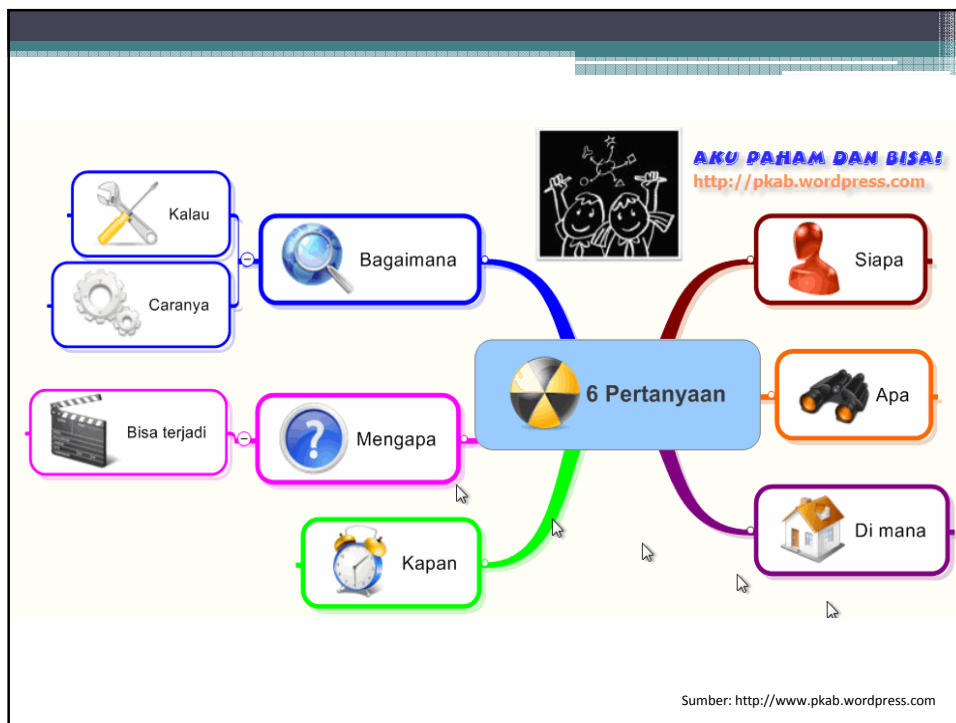 AKU PAHAM DAN BISA!
http://pkab.wordpress.com
Kalau
Bagaimana
Caranya
Siapa
6 Pertanyaan
Apa
Bisa terjadi
Mengapa
Di mana
Kapan
Sumber: http://www.pkab.wordpress.com